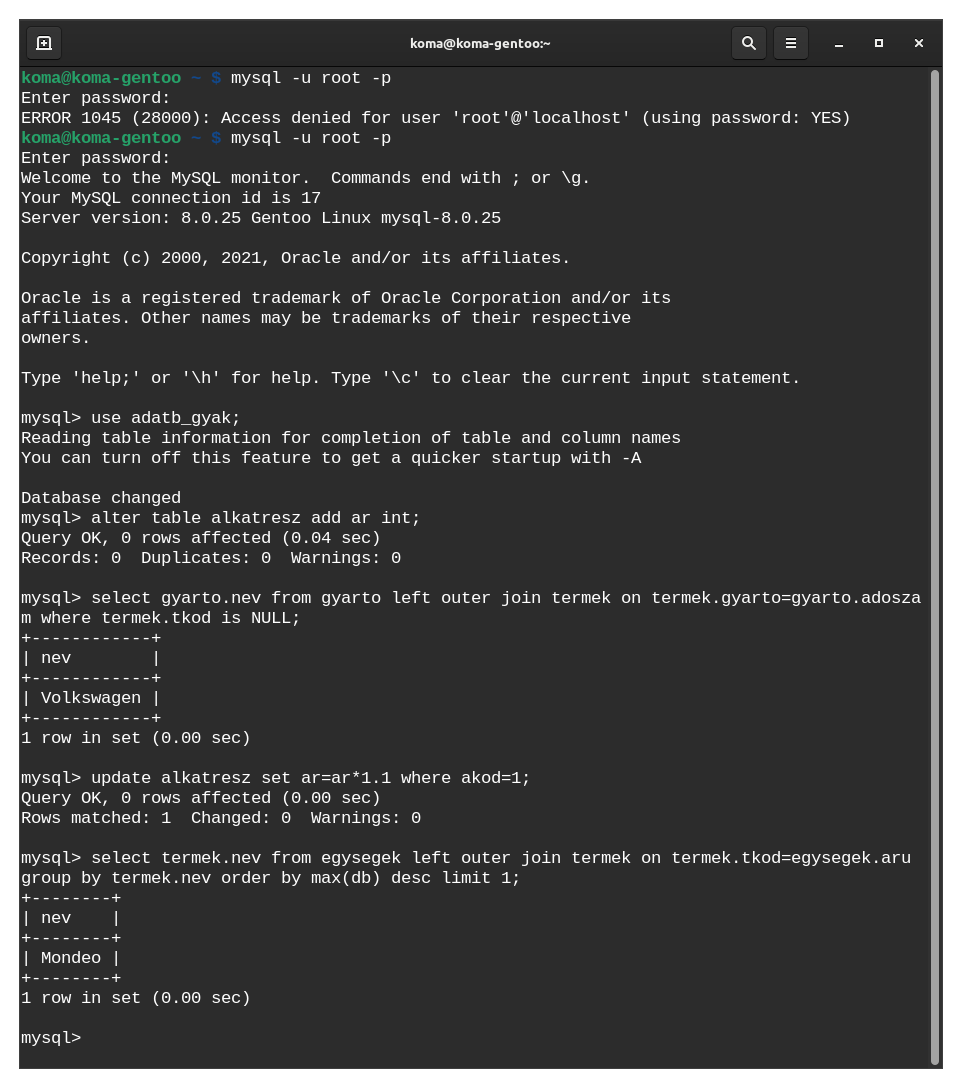 koma@koma-gentoo:~
koma@koma-gentoo ~ $ mysql -u root -p
Enter password:
ERROR 1045 (28000): Access denied for user 'root'@'localhost' (using password: YES)
koma@koma-gentoo ~ $ mysql -u root -p
Enter password:
Welcome to the MySQL monitor.  Commands end with ; or \g.
Your MySQL connection id is 17
Server version: 8.0.25 Gentoo Linux mysql-8.0.25

Copyright (c) 2000, 2021, Oracle and/or its affiliates.

Oracle is a registered trademark of Oracle Corporation and/or its
affiliates. Other names may be trademarks of their respective
owners.

Type 'help;' or '\h' for help. Type '\c' to clear the current input statement.

mysql> use adatb_gyak;
Reading table information for completion of table and column names
You can turn off this feature to get a quicker startup with -A

Database changed
mysql> alter table alkatresz add ar int;
Query OK, 0 rows affected (0.04 sec)
Records: 0  Duplicates: 0  Warnings: 0

mysql> select gyarto.nev from gyarto left outer join termek on termek.gyarto=gyarto.adosza
m where termek.tkod is NULL;
+------------+
| nev        |
+------------+
| Volkswagen |
+------------+
1 row in set (0.00 sec)

mysql> update alkatresz set ar=ar*1.1 where akod=1;
Query OK, 0 rows affected (0.00 sec)
Rows matched: 1  Changed: 0  Warnings: 0

mysql> select termek.nev from egysegek left outer join termek on termek.tkod=egysegek.aru
group by termek.nev order by max(db) desc limit 1;
+--------+
| nev    |
+--------+
| Mondeo |
+--------+
1 row in set (0.00 sec)

mysql>